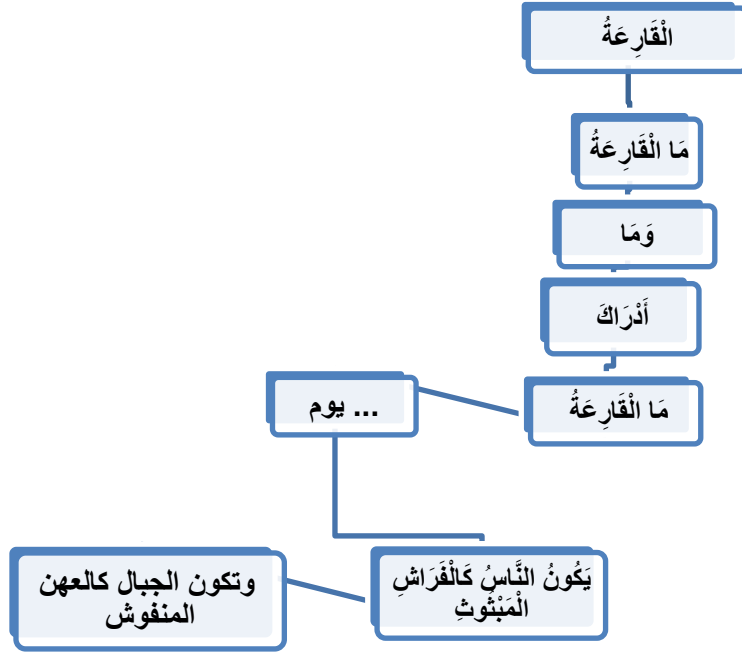 الْقَارِعَةُ
مَا الْقَارِعَةُ
وَمَا
أَدْرَاكَ
مَا الْقَارِعَةُ
... يوم
يَكُونُ النَّاسُ كَالْفَرَاشِ
الْمَبْثُوثِ
وتكون الجبال كالعهن
المنفوش